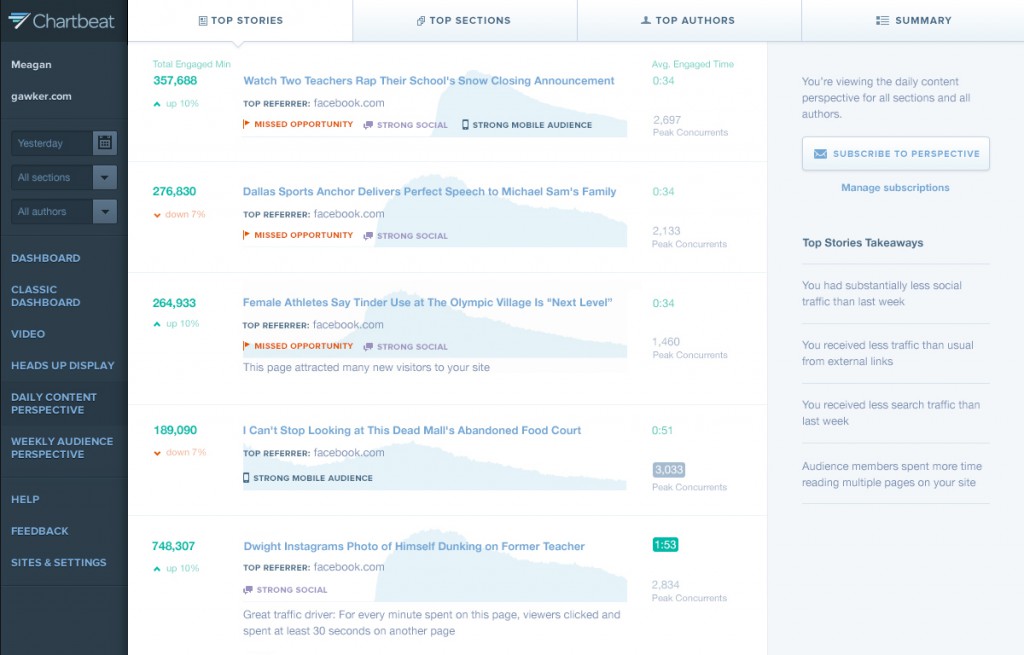 Chartbeat
TOP STORIES
TOP SECTIONS
TOP AUTHORS
SUMMARY
Meagan
gawker.com
Yesterday
All sections
All authors
DASHBOARD
CLASSIC
DASHBOARD
VIDEO
HEADS UP DISPLAY
DAILY CONTENT
PERSPECTIVE
WEEKLY AUDIENCE
PERSPECTIVE
HELP
FEEDBACK
SITES & SETTINGS
Total Engaged Min
Avg. Engaged Time
357,688
Watch Two Teachers Rap Their School's Snow Closing Announcement
0:34
up 10%
TOP REFERRER: facebook.com
MISSED OPPORTUNITY STRONG SOCIAL STRONG MOBILE AUDIENCE
2,697
Peak Concurrents
276,830
Dallas Sports Anchor Delivers Perfect Speech to Michael Sam's Family
0:34
down 7%
TOP REFERRER: facebook.com
MISSED OPPORTUNITY STRONG SOCIAL
2,133
Peak Concurrents
264,933
Female Athletes Say Tinder Use at The Olympic Village Is "Next Level"
0:34
up 10%
TOP REFERRER: facebook.com
MISSED OPPORTUNITY STRONG SOCIAL
1,460
Peak Concurrents
This page attracted many new visitors to your site
189,090
I Can't Stop Looking at This Dead Mall's Abandoned Food Court
0:51
down 7%
TOP REFERRER: facebook.com
STRONG MOBILE AUDIENCE
3,033
Peak Concurrents
748,307
Dwight Instagrams Photo of Himself Dunking on Former Teacher
1:53
up 10%
TOP REFERRER: facebook.com
STRONG SOCIAL
2,834
Peak Concurrents
Great traffic driver: For every minute spent on this page, viewers clicked and
spent at least 30 seconds on another page
You're viewing the daily content
perspective for all sections and all
authors.
SUBSCRIBE TO PERSPECTIVE
Manage subscriptions
Top Stories Takeaways
You had substantially less social
traffic than last week
You received less traffic than usual
from external links
You received less search traffic than
last week
Audience members spent more time
reading multiple pages on your site